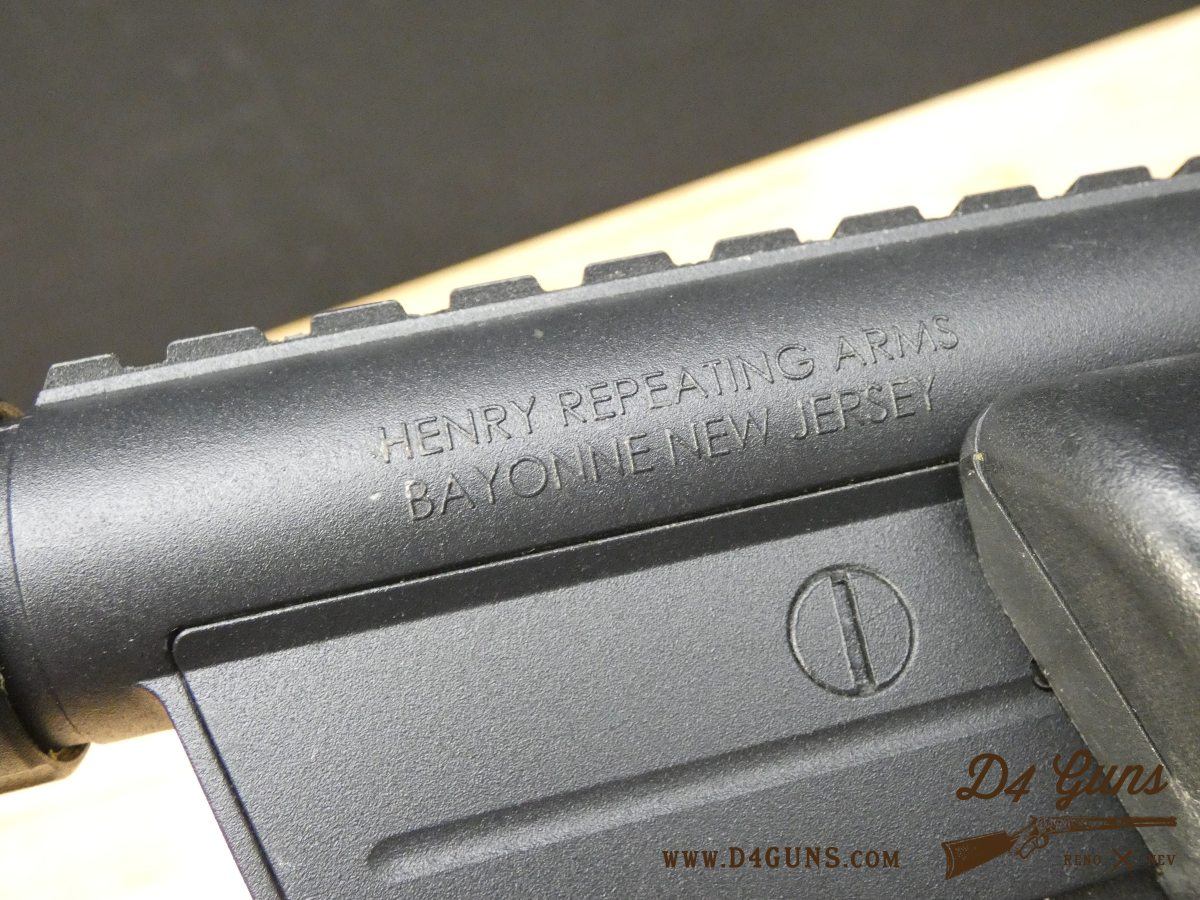 HENRY REPEATING ARMS
BAYONNE NEW JERSEY
D4 Guns
RENO NEV
WWW.D4GUNS.COM